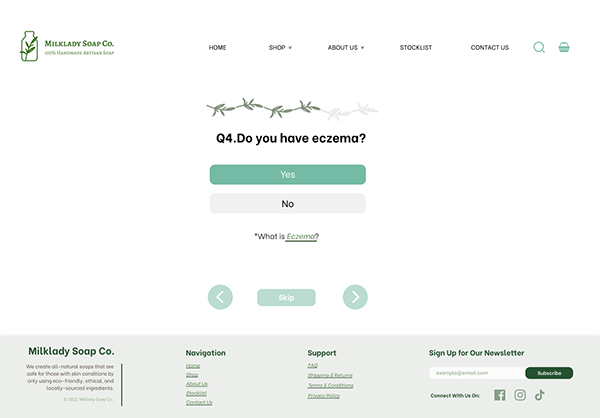 Milklady Soap Co.
100% Handmade Artisan Soap
HOME
SHOP
ABOUT US
STOCKLIST
CONTACT US
Q4.Do you have eczema?
Yes
No
*What is Eczema?
Skip
Milklady Soap Co.
We create all-natural soaps that are
safe for those with skin conditions by
only using eco-friendly, ethical, and
locally-sourced ingredients.
© 2022, Milklady Soap Co.
Navigation
Home
Shop
About Us
Stocklist
Contact Us
Support
FAQ
Shipping & Returns
Terms & Conditions
Privacy Policy
Sign Up for Our Newsletter
example@email.com
Subscribe
Connect With Us On: